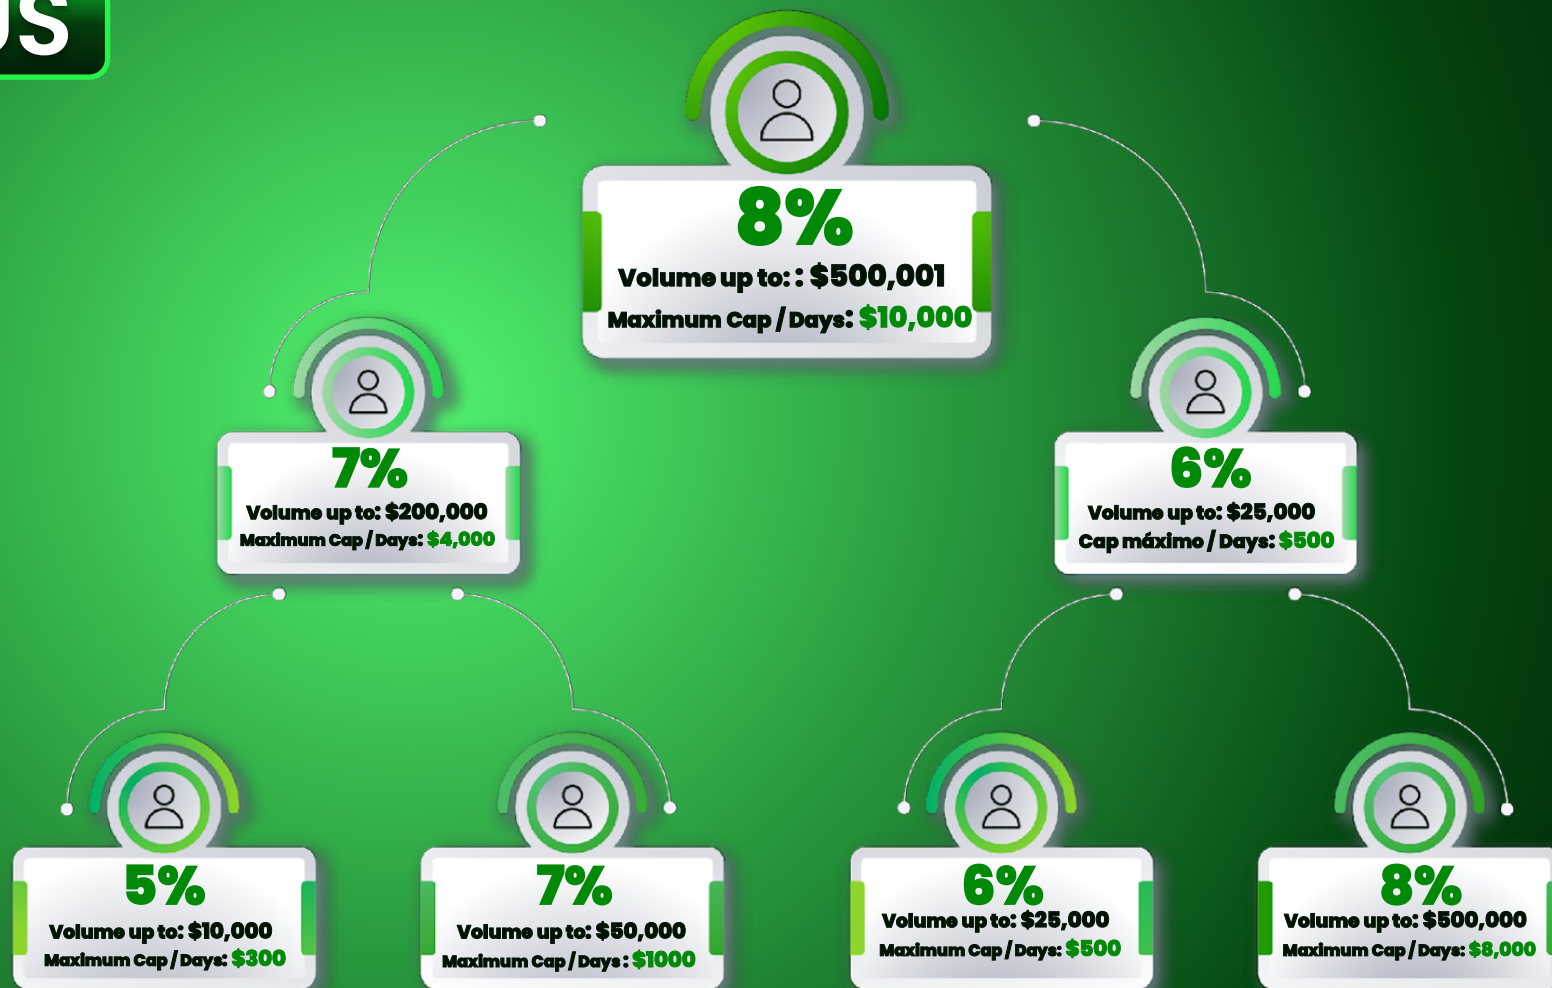 US
8%
Volume up to: : $500,001
Maximum Cap / Days: $10,000
7%
Volume up to: $200,000
Maximum Cap / Days: $4,000
6%
Volume up to: $25,000
Cap máximo / Days: $500
5%
Volume up to: $10,000
Maximum Cap / Days: $300
7%
Volume up to: $50,000
Maximum Cap / Days : $1000
6%
Volume up to: $25,000
Maximum Cap / Days: $500
8%
Volume up to: $500,000
Maximum Cap / Days: $8,000